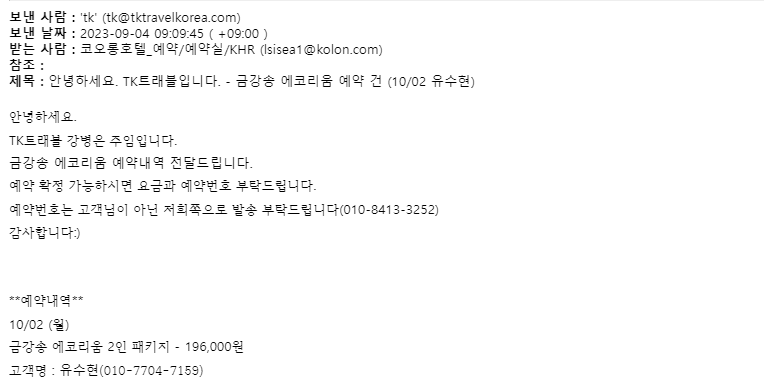 보낸 사람 : 'tk' (tk@tktravelkorea.com)
보낸 날짜 : 2023-09-04 09:09:45 ( +09:00 )
받는 사람 : 코오롱호텔_예약/예약실/KHR (lsisea1@kolon.com)
참조 :
제목 : 안녕하세요. TK트래블입니다. - 금강송 에코리움 예약 건 (10/02 유수현)
안녕하세요.
TK트래블 강병은 주임입니다.
금강송 에코리움 예약내역 전달드립니다.
예약 확정 가능하시면 요금과 예약번호 부탁드립니다.
예약번호는 고객님이 아닌 저희쪽으로 발송 부탁드립니다(010-8413-3252)
감사합니다:)
**예약내역**
10/02 (월)
금강송 에코리움 2인 패키지 - 196,000원
고객명 : 유수현(010-7704-7159)